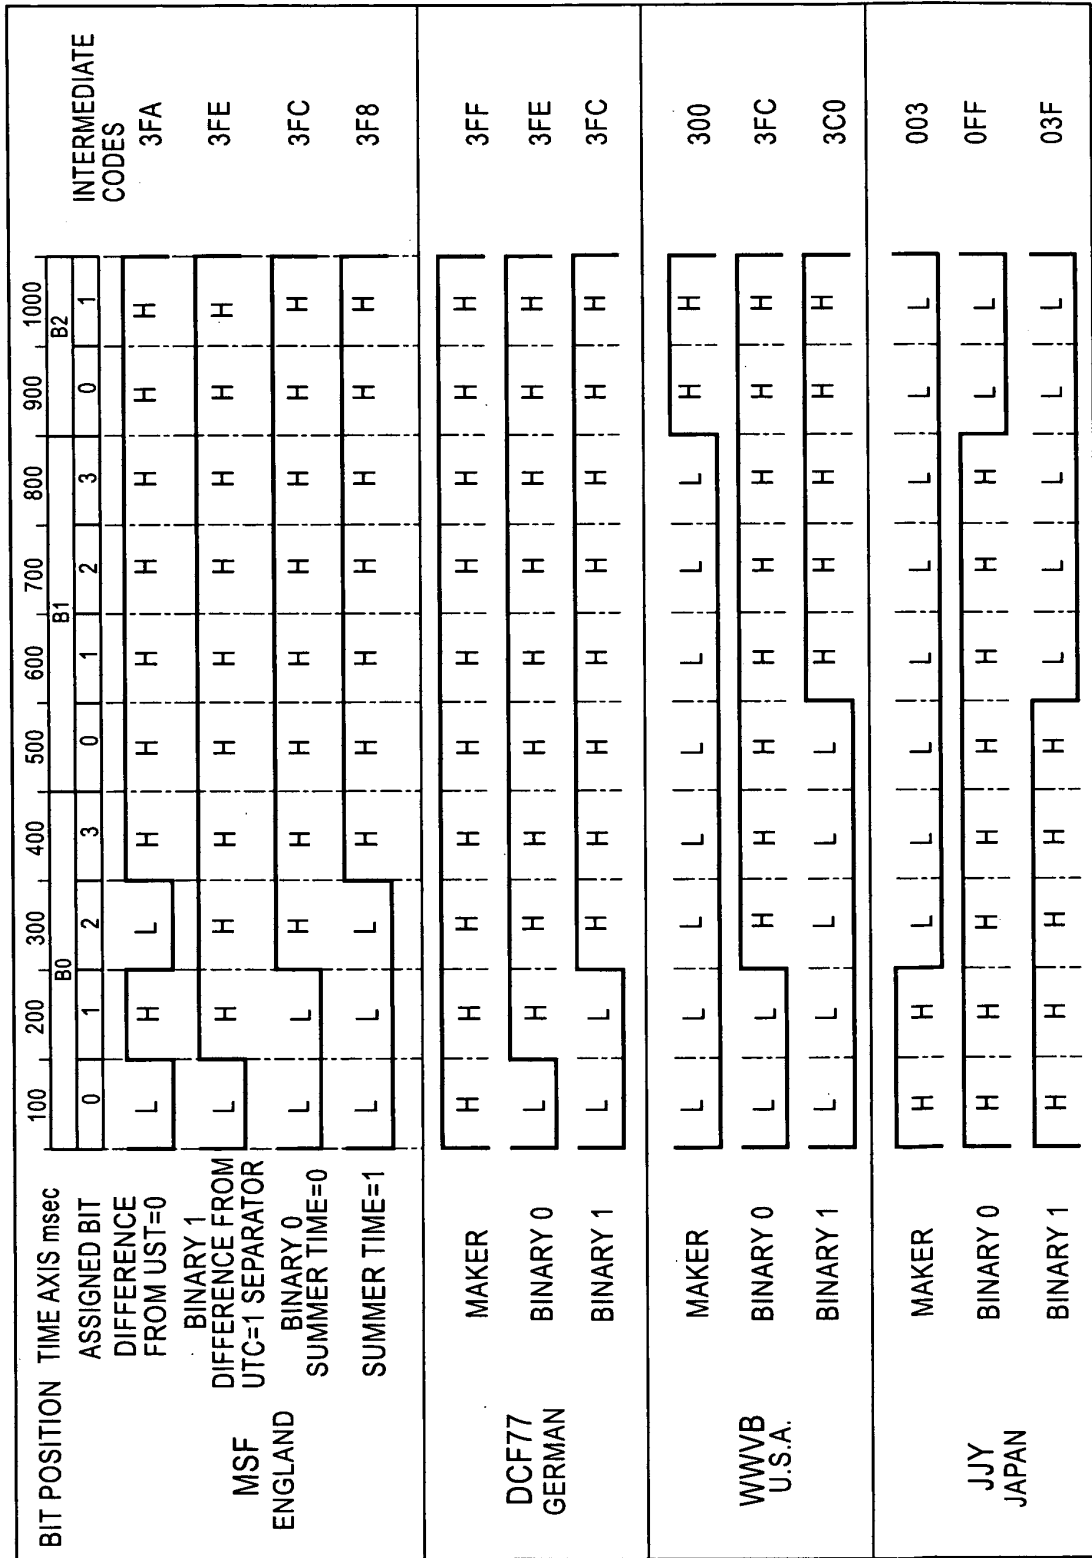 BIT POSITION TIME AXIS msec 100 200 300 400 500 600 700 800 900 1000
B0 B1 B2
ASSIGNED BIT 0 1 2 3 0 1 2 3 0 1
INTERMEDIATE
CODES
MSF
ENGLAND
DIFFERENCE
FROM UST=0
L H L H H H H H H H 3FA
BINARY 1
DIFFERENCE FROM
UTC=1 SEPARATOR
L H H H H H H H H H 3FE
BINARY 0
SUMMER TIME=0
L L H H H H H H H H 3FC
SUMMER TIME=1 L L L H H H H H H H 3F8
DCF77
GERMAN
MAKER H H H H H H H H H H 3FF
BINARY 0 L H H H H H H H H H 3FE
BINARY 1 L L H H H H H H H H 3FC
WWVB
U.S.A.
MAKER L L L L L L L L H H 300
BINARY 0 L L H H H H H H H H 3FC
BINARY 1 L L L L L H H H H H 3C0
JJY
JAPAN
MAKER H H L L L L L L L L 003
BINARY 0 H H H H H H H H L L 0FF
BINARY 1 H H H H H L L L L L 03F